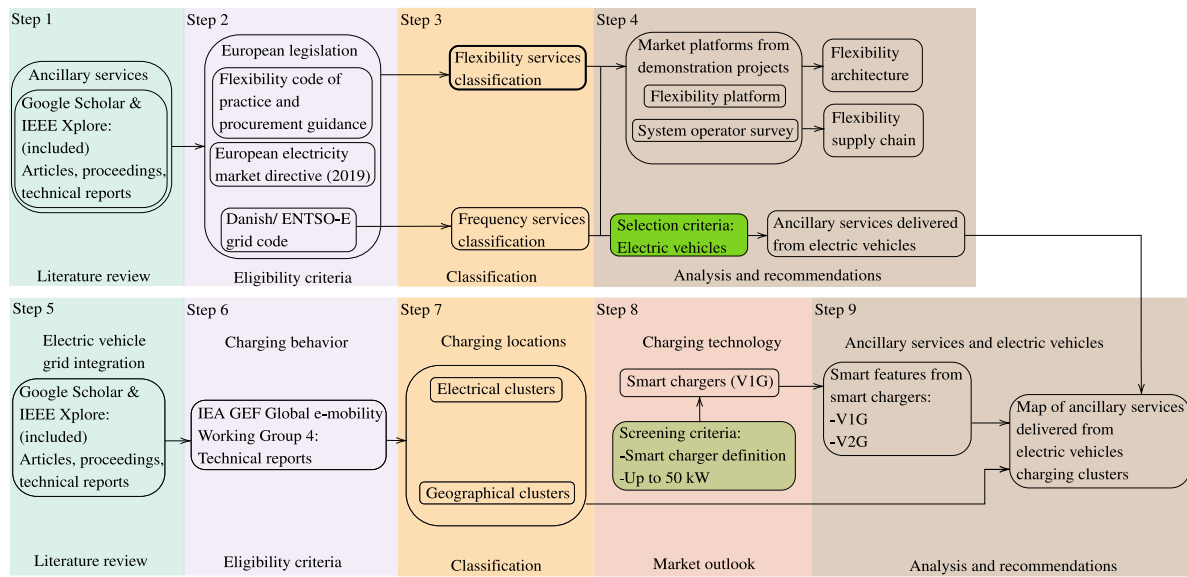 Step 1
Ancillary services
Google Scholar &
IEEE Xplore:
(included)
Articles, proceedings,
technical reports
Literature review
Step 2
European legislation
Flexibility code of
practice and
procurement guidance
European electricity
market directive (2019)
Danish/ ENTSO-E
grid code
Eligibility criteria
Step 3
Flexibility services
classification
Frequency services
classification
Classification
Step 4
Market platforms from
demonstration projects
Flexibility platform
System operator survey
Flexibility
architecture
Flexibility
supply chain
Selection criteria:
Electric vehicles
Ancillary services delivered
from electric vehicles
Analysis and recommendations
Step 5
Electric vehicle
grid integration
Google Scholar &
IEEE Xplore:
(included)
Articles, proceedings,
technical reports
Literature review
Step 6
Charging behavior
IEA GEF Global e-mobility
Working Group 4:
Technical reports
Eligibility criteria
Step 7
Charging locations
Electrical clusters
Geographical clusters
Classification
Step 8
Charging technology
Smart chargers (V1G)
Screening criteria:
-Smart charger definition
-Up to 50 kW
Market outlook
Step 9
Ancillary services and electric vehicles
Smart features from
smart chargers:
-V1G
-V2G
Map of ancillary services
delivered from
electric vehicles
charging clusters
Analysis and recommendations